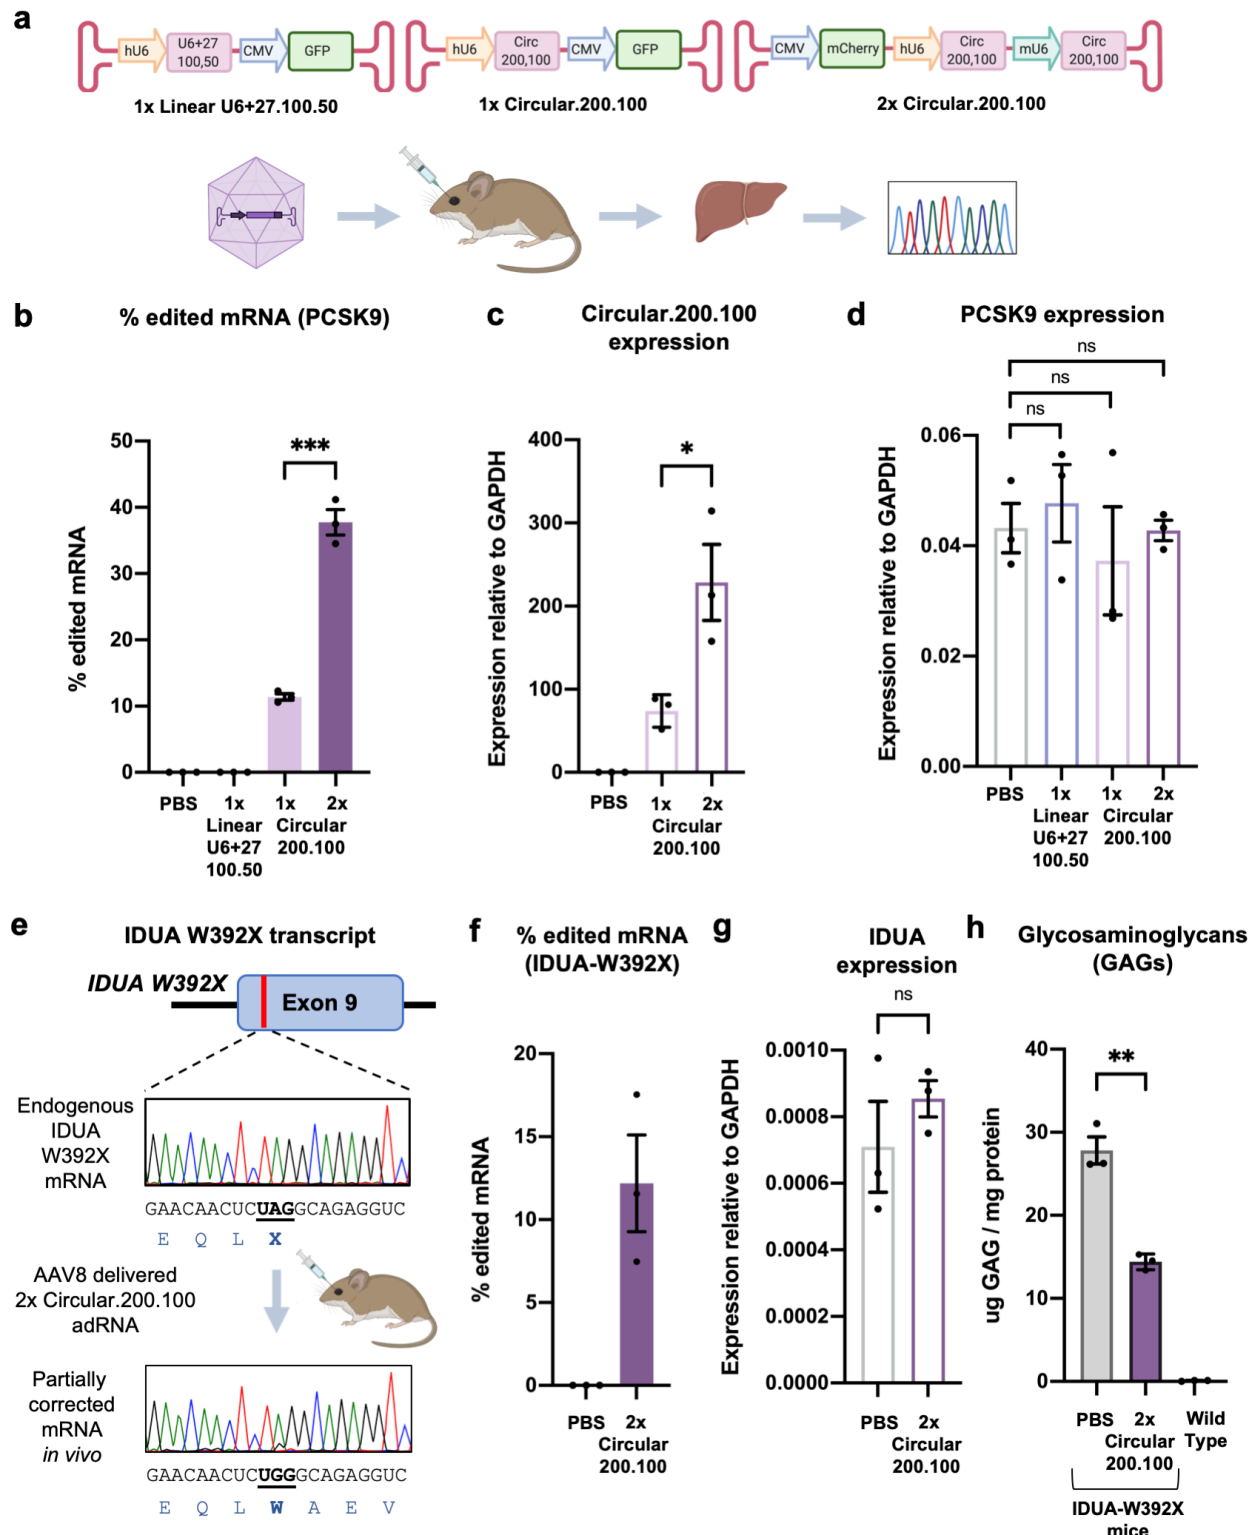 a
hU6
U6+27
100,50
CMV
GFP
hU6
Circ
200,100
CMV
GFP
CMV
mCherry
hU6
Circ
200,100
mU6
Circ
200,100
1x Linear U6+27.100.50
1x Circular.200.100
2x Circular.200.100
b
% edited mRNA (PCSK9)
% edited mRNA
50
40
30
20
10
0
***
PBS
1x
Linear
U6+27
100.50
1x
2x
Circular
200.100
c
Circular.200.100
expression
Expression relative to GAPDH
400
300
200
100
0
*
PBS
1x
2x
Circular
200.100
d
PCSK9 expression
Expression relative to GAPDH
0.06
0.04
0.02
0.00
ns
ns
ns
PBS
1x
Linear
U6+27
100.50
1x
2x
Circular
200.100
e
IDUA W392X transcript
IDUA W392X
Exon 9
Endogenous
IDUA
W392X
mRNA
GAACAACUCUAGGCAGAGGUC
E Q L X
AAV8 delivered
2x Circular.200.100
adRNA
Partially
corrected
mRNA
in vivo
GAACAACUCUGGGCAGAGGUC
E Q L W A E V
f
% edited mRNA
(IDUA-W392X)
% edited mRNA
20
15
10
5
0
PBS
2x
Circular
200.100
g
IDUA
expression
Expression relative to GAPDH
ns
0.0010
0.0008
0.0006
0.0004
0.0002
0.0000
PBS
2x
Circular
200.100
h
Glycosaminoglycans
(GAGs)
ug GAG / mg protein
40
30
20
10
0
**
PBS
2x
Circular
200.100
Wild
Type
IDUA-W392X
mice